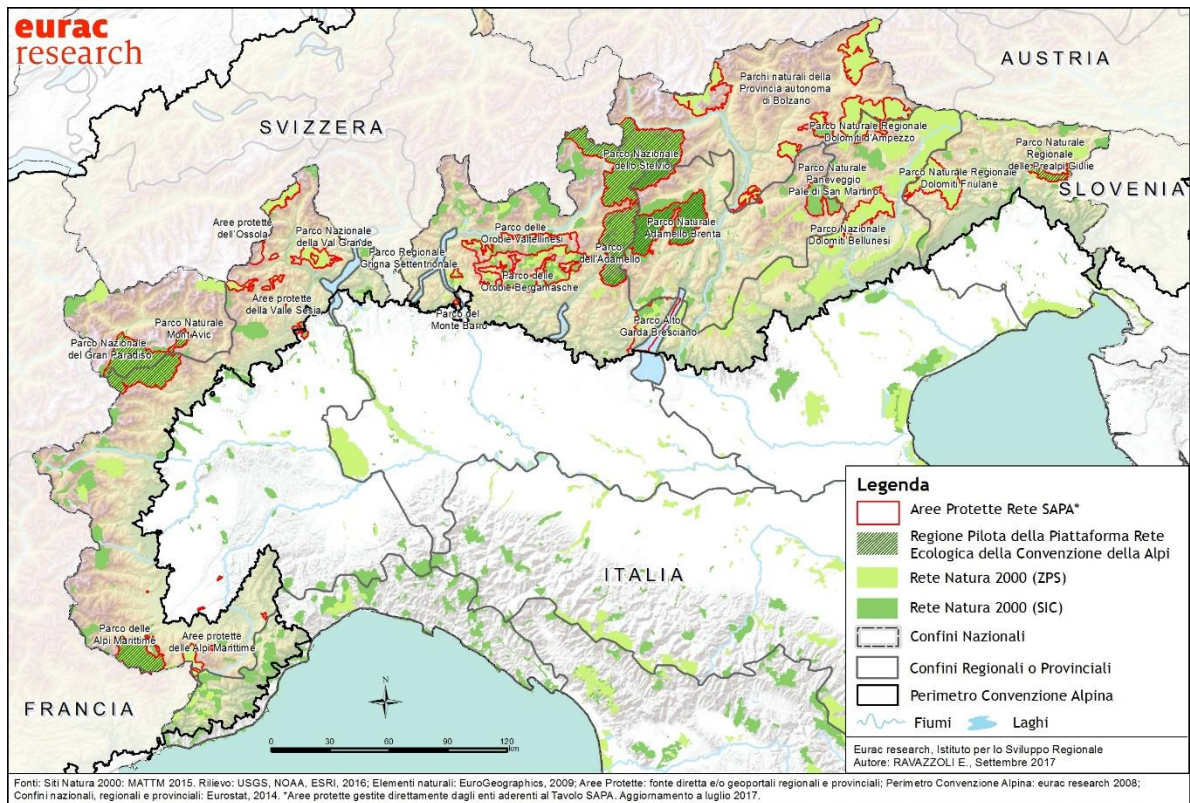 eurac
research
AUSTRIA
SVIZZERA
SLOVENIA
ITALIA
FRANCIA
Parchi naturali della
Provincia autonoma
di Bolzano
Parco Naturale Regionale
Dolomiti d'Ampezzo
Parco Naturale
Regionale
delle Prealpi Giulie
Parco Nazionale
dello Stelvio
Parco Naturale
Paneveggio
Pale di San Martino
Parco Naturale Regionale
Dolomiti Friulane
Aree protette
dell'Ossola
Parco Nazionale
della Val Grande
Parco delle
Orobie Valtellinesi
Parco Naturale
Adamello Brenta
Parco Nazionale
Dolomiti Bellunesi
Parco Regionale
Grigna Settentrionale
Parco
dell'Adamello
Parco delle
Orobie Bergamasche
Aree protette
della Valle Sesia
Parco del
Monte Barro
Parco Alto
Garda Bresciano
Parco Naturale
Mont Avic
Parco Nazionale
del Gran Paradiso
Parco delle
Alpi Marittime
Aree protette
delle Alpi Marittime
N
0 30 60 90 120
km
Legenda
Aree Protette Rete SAPA*
Regione Pilota della Piattaforma Rete
Ecologica della Convenzione della Alpi
Rete Natura 2000 (ZPS)
Rete Natura 2000 (SIC)
Confini Nazionali
Confini Regionali o Provinciali
Perimetro Convenzione Alpina
Fiumi Laghi
Eurac research, Istituto per lo Sviluppo Regionale
Autore: RAVAZZOLI E., Settembre 2017
Fonti: Siti Natura 2000: MATTM 2015. Rilievo: USGS, NOAA, ESRI, 2016; Elementi naturali: EuroGeographics, 2009; Aree Protette: fonte diretta e/o geoportali regionali e provinciali; Perimetro Convenzione Alpina: eurac research 2008;
Confini nazionali, regionali e provinciali: Eurostat, 2014. *Aree protette gestite direttamente dagli enti aderenti al Tavolo SAPA. Aggiornamento a luglio 2017.